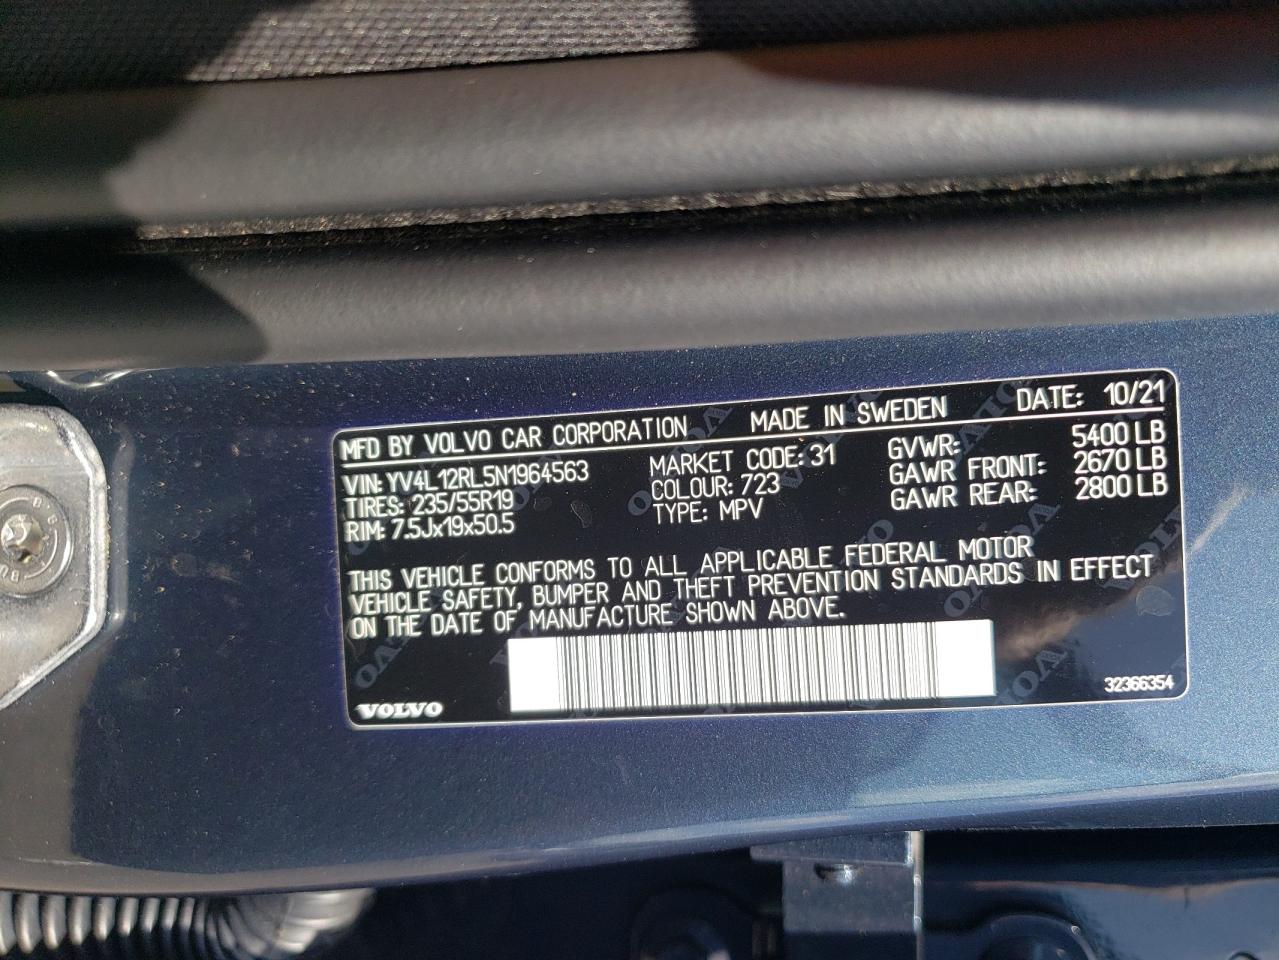 MFD BY VOLVO CAR CORPORATION MADE IN SWEDEN DATE: 10/21
VIN: YV4L12RL5N1964563 MARKET CODE: 31 GVWR: 5400 LB
TIRES: 235/55R19 COLOUR: 723 GAWR FRONT: 2670 LB
RIM: 7.5Jx19x50.5 TYPE: MPV GAWR REAR: 2800 LB
THIS VEHICLE CONFORMS TO ALL APPLICABLE FEDERAL MOTOR
VEHICLE SAFETY, BUMPER AND THEFT PREVENTION STANDARDS IN EFFECT
ON THE DATE OF MANUFACTURE SHOWN ABOVE.
32366354
VOLVO